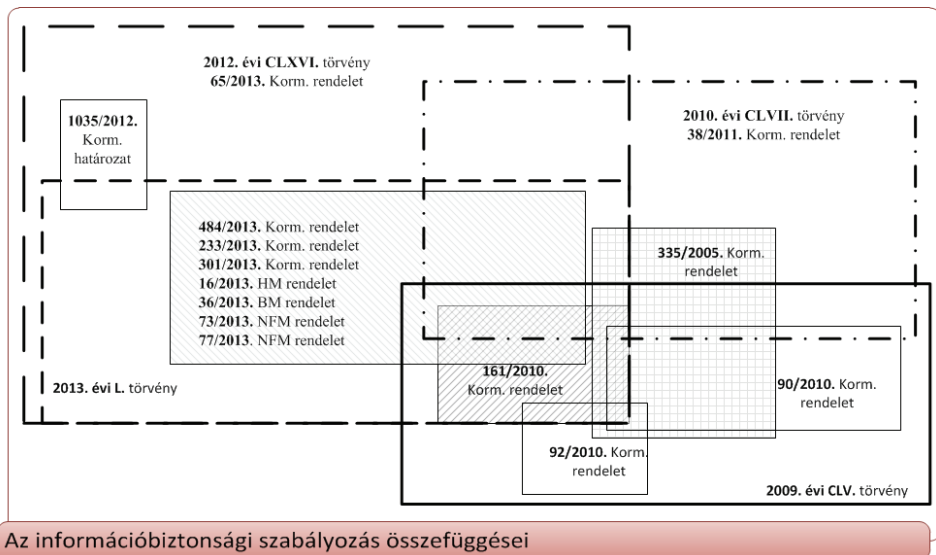 2012. évi CLXVI. törvény
65/2013. Korm. rendelet
1035/2012.
Korm.
határozat
2010. évi CLVII. törvény
38/2011. Korm. rendelet
484/2013. Korm. rendelet
233/2013. Korm. rendelet
301/2013. Korm. rendelet
16/2013. HM rendelet
36/2013. BM rendelet
73/2013. NFM rendelet
77/2013. NFM rendelet
335/2005. Korm.
rendelet
2013. évi L. törvény
161/2010.
Korm. rendelet
90/2010. Korm.
rendelet
92/2010. Korm.
rendelet
2009. évi CLV. törvény
Az információbiztonsági szabályozás összefüggései